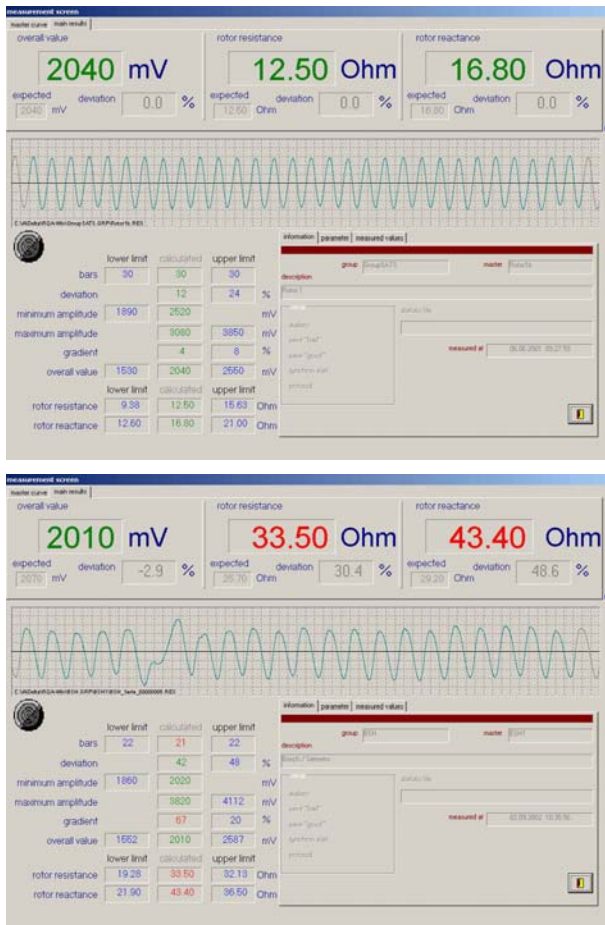 measurement screen
master curve main results
overall value rotor resistance rotor reactance
2040 mV 12.50 Ohm 16.80 Ohm
expected deviation expected deviation expected deviation
2040 mV 0.0 % 12.50 Ohm 0.0 % 16.80 Ohm 0.0 %
information parameter measured values
lower limit calculated upper limit
group master
bars 30 30 30
description
deviation 12 24 %
minimum amplitude 1890 2520 mV
maximum amplitude 3080 3850 mV
gradient 4 8 %
measured at
overall value 1530 2040 2550 mV
lower limit calculated upper limit
rotor resistance 9.38 12.50 15.63 Ohm
rotor reactance 12.60 16.80 21.00 Ohm
measurement screen
master curve main results
overall value rotor resistance rotor reactance
2010 mV 33.50 Ohm 43.40 Ohm
expected deviation expected deviation expected deviation
2070 mV -2.9 % 25.70 Ohm 30.4 % 29.20 Ohm 48.6 %
information parameter measured values
lower limit calculated upper limit
group master
bars 22 21 22
description
deviation 42 48 %
minimum amplitude 1860 2020 mV
maximum amplitude 3820 4112 mV
gradient 67 20 %
measured at
overall value 1552 2010 2587 mV
lower limit calculated upper limit
rotor resistance 19.28 33.50 32.13 Ohm
rotor reactance 21.90 43.40 36.50 Ohm